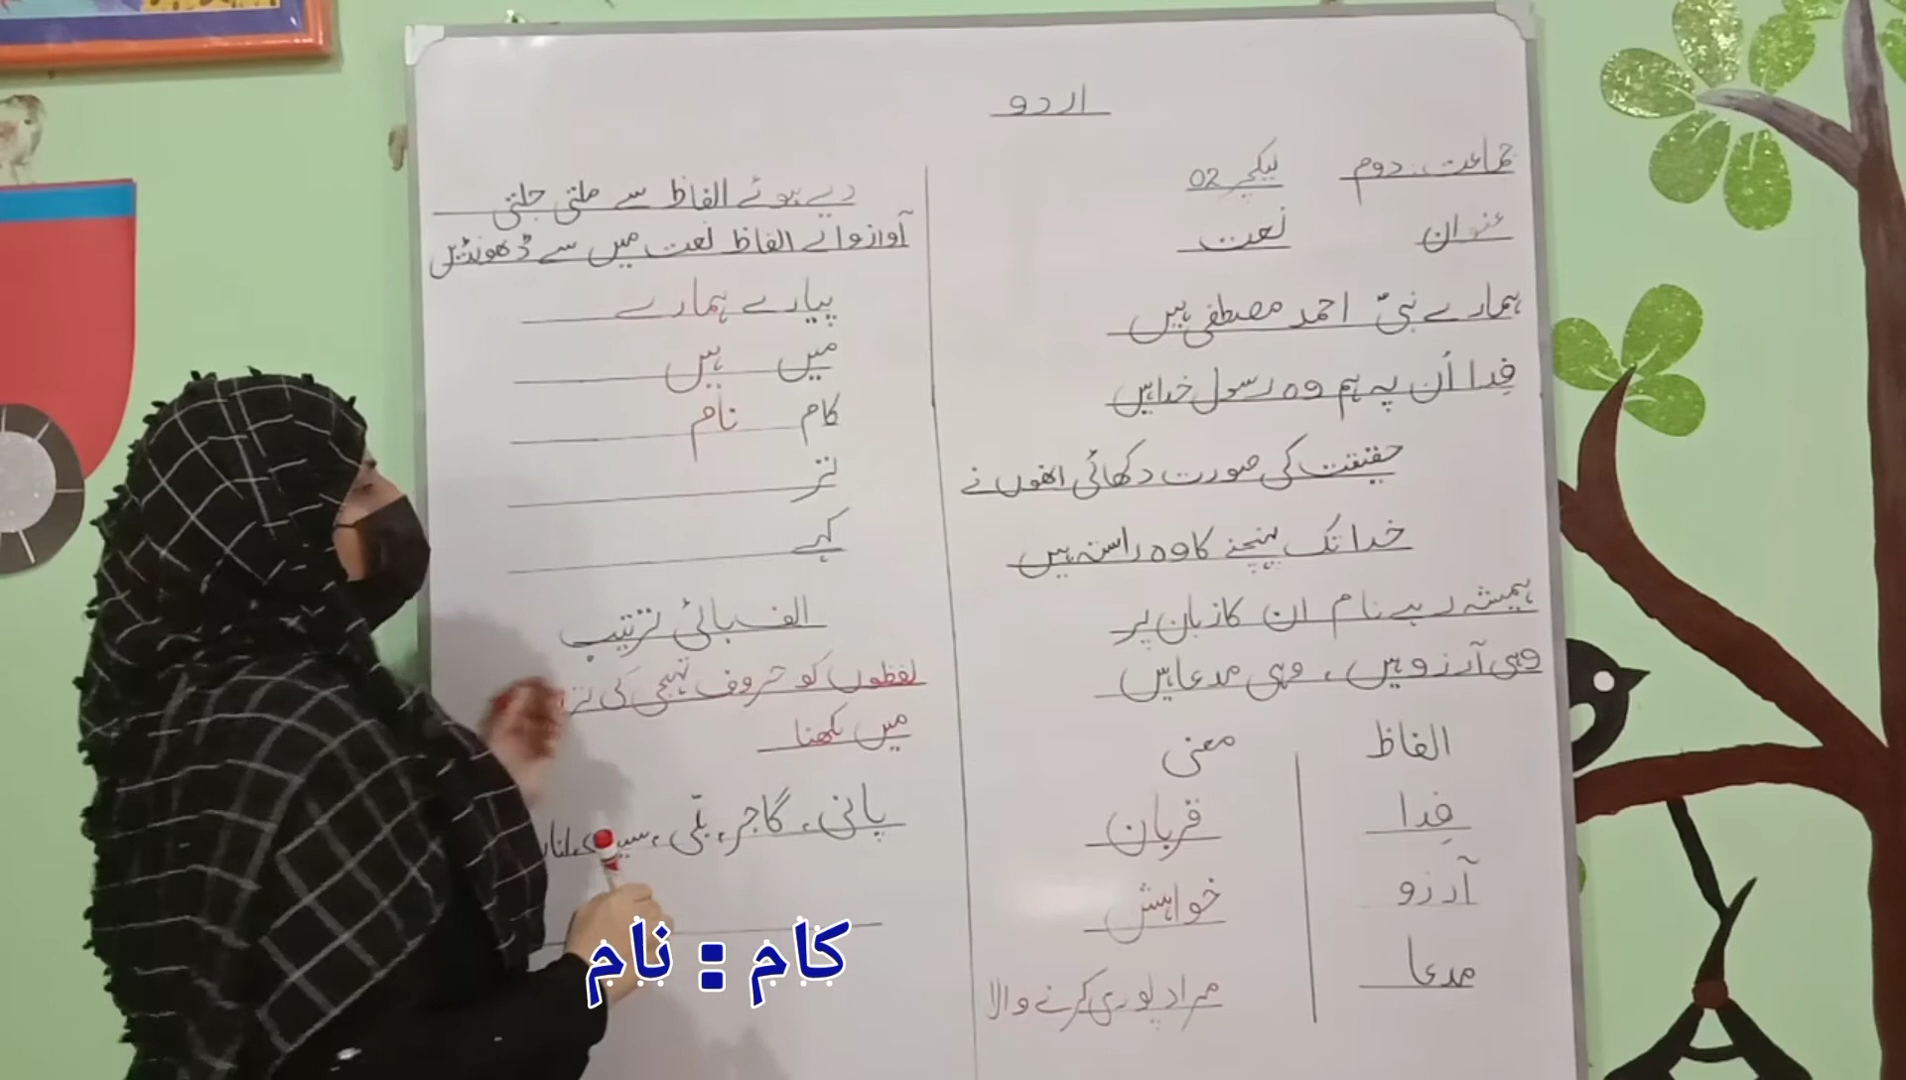 اردو
جماعت: دوم لیکچر 02
عنوان نعت
ہمارے نبیؐ احمد مصطفی ہیں
فِدا اُن پہ ہم وہ رسول خدا ہیں
حقیقت کی صورت دکھائی انھوں نے
خدا تک پہنچنے کا وہ راستہ ہیں
ہمیشہ رہے نام ان کا زبان پر
وہی آرزو ہیں، وہی مدعا ہیں
الفاظ معنی
فِدا قربان
آرزو خواہش
مدعا مراد پوری کرنے والا
دیے ہوئے الفاظ سے ملتی جلتی
آواز والے الفاظ نعت میں سے ڈھونڈیں
پیارے ہمارے
میں ہیں
کام نام
تر
کہے
الف بائی ترتیب
لفظوں کو حروف تہجی کی
میں لکھنا
پانی، گاجر، بلّی، انار
کام : نام